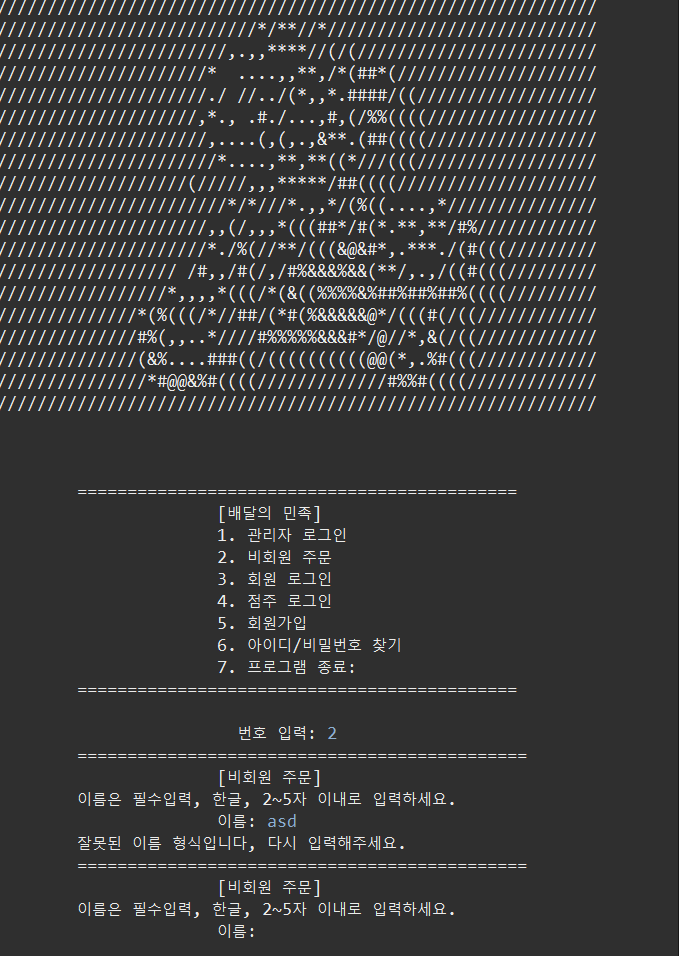 ===========================================
[배달의 민족]
1. 관리자 로그인
2. 비회원 주문
3. 회원 로그인
4. 점주 로그인
5. 회원가입
6. 아이디/비밀번호 찾기
7. 프로그램 종료:
===========================================
번호 입력: 2
============================================
[비회원 주문]
이름은 필수입력, 한글, 2~5자 이내로 입력하세요.
이름: asd
잘못된 이름 형식입니다, 다시 입력해주세요.
============================================
[비회원 주문]
이름은 필수입력, 한글, 2~5자 이내로 입력하세요.
이름: